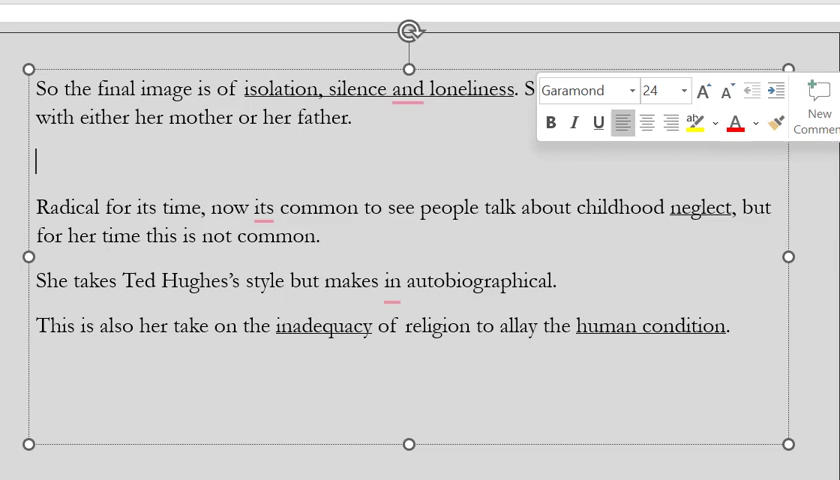 So the final image is of isolation, silence and loneliness. S
with either her mother or her father.
Radical for its time, now its common to see people talk about childhood neglect, but
for her time this is not common.
She takes Ted Hughes’s style but makes in autobiographical.
This is also her take on the inadequacy of religion to allay the human condition.
Garamond 24 A A
B I U ab A
New
Commen